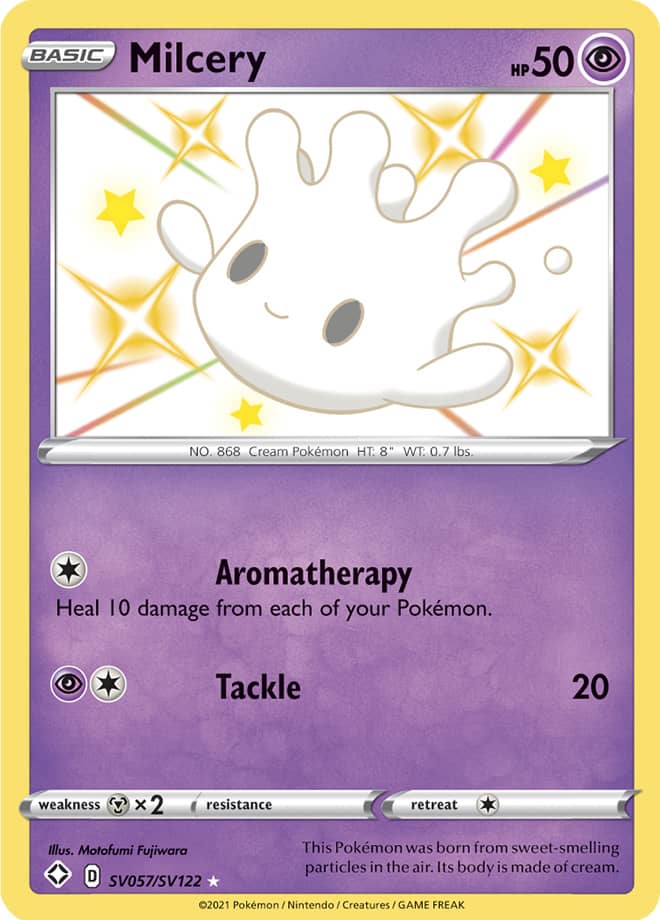 BASIC Milcery HP50
NO. 868 Cream Pokémon HT: 8" WT: 0.7 lbs.
Aromatherapy
Heal 10 damage from each of your Pokémon.
Tackle 20
weakness ×2 resistance retreat
Illus. Motofumi Fujiwara
This Pokémon was born from sweet-smelling
particles in the air. Its body is made of cream.
D SV057/SV122
©2021 Pokémon / Nintendo / Creatures / GAME FREAK